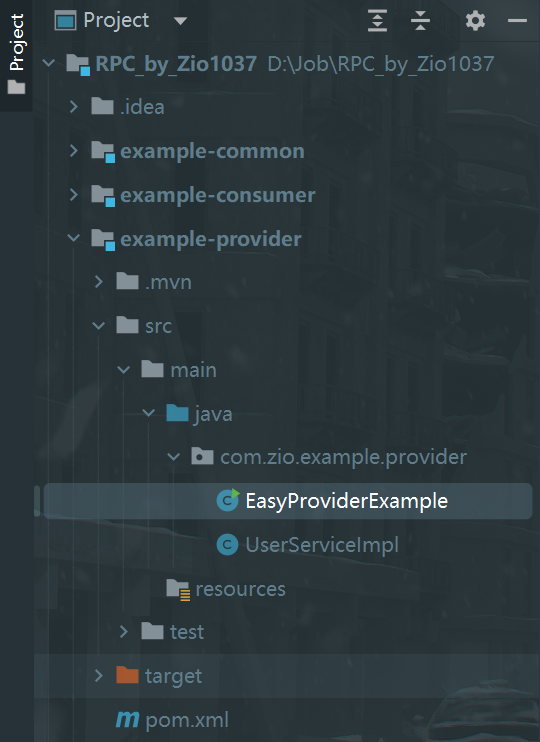 Project
Project
RPC_by_Zio1037 D:\Job\RPC_by_Zio1037
.idea
example-common
example-consumer
example-provider
.mvn
src
main
java
com.zio.example.provider
EasyProviderExample
UserServiceImpl
resources
test
target
pom.xml